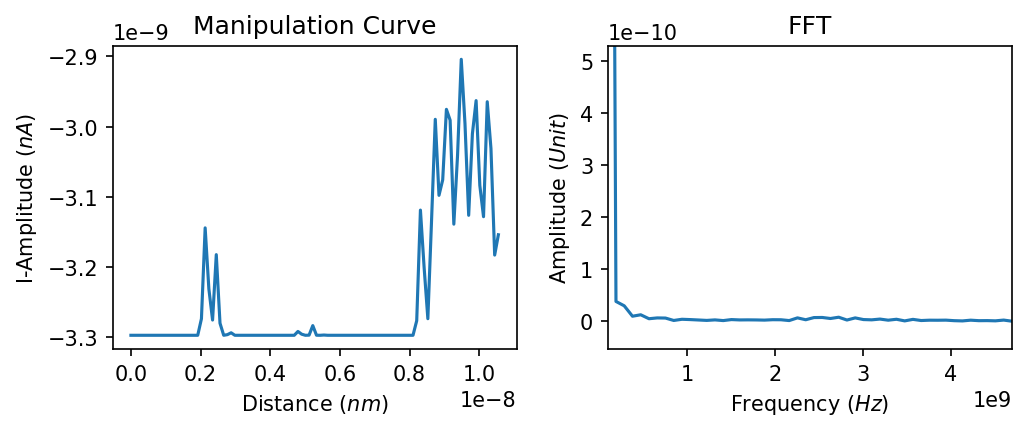 Manipulation Curve
1e−9
−2.9
−3.0
−3.1
−3.2
−3.3
I-Amplitude (nA)
0.0 0.2 0.4 0.6 0.8 1.0
1e−8
Distance (nm)
FFT
1e−10
5
4
3
2
1
0
Amplitude (Unit)
1 2 3 4
1e9
Frequency (Hz)